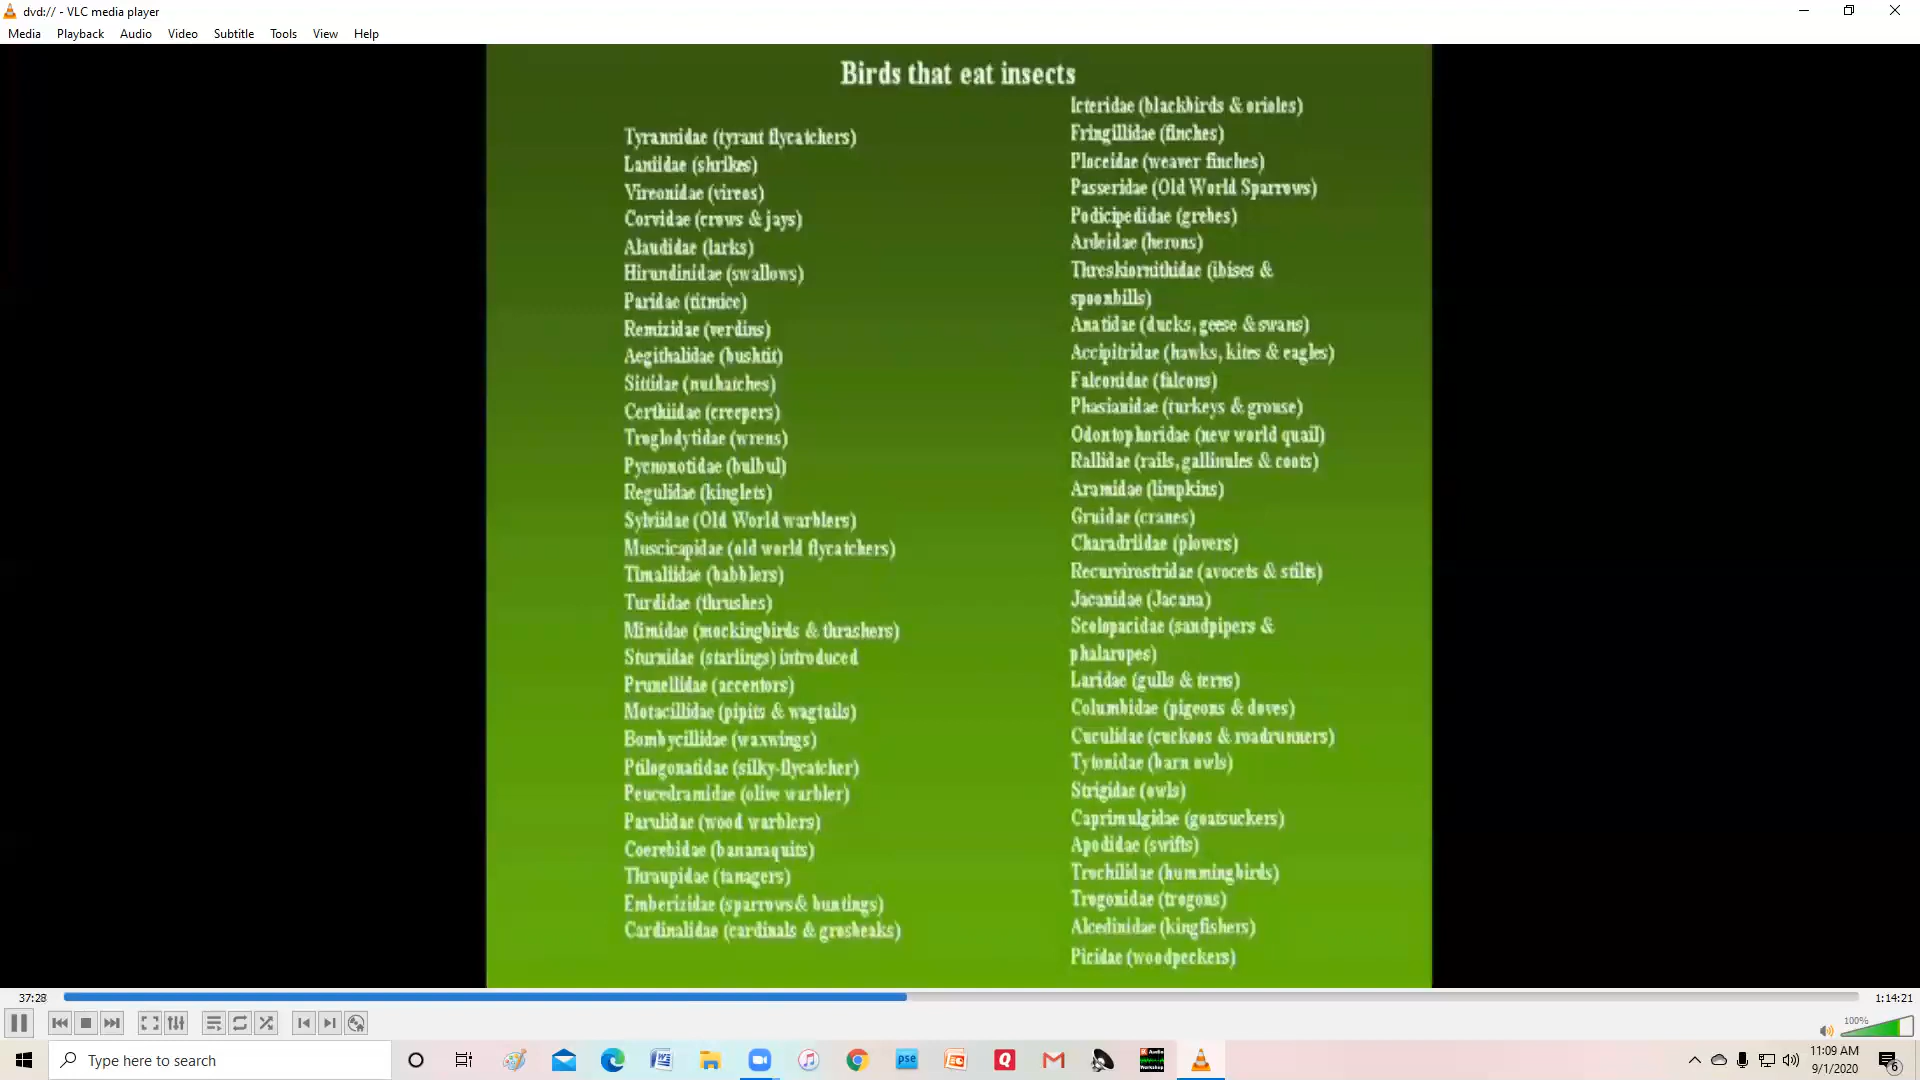 dvd:// - VLC media player
Media Playback Audio Video Subtitle Tools View Help
Birds that eat insects
Tyrannidae (tyrant flycatchers)
Laniidae (shrikes)
Vireonidae (vireos)
Corvidae (crows & jays)
Alaudidae (larks)
Hirundinidae (swallows)
Paridae (titmice)
Remizidae (verdins)
Aegithalidae (bushtit)
Sittidae (nuthatches)
Certhiidae (creepers)
Troglodytidae (wrens)
Pycnonotidae (bulbul)
Regulidae (kinglets)
Sylviidae (Old World warblers)
Muscicapidae (old world flycatchers)
Timaliidae (babblers)
Turdidae (thrushes)
Mimidae (mockingbirds & thrashers)
Sturnidae (starlings) introduced
Prunellidae (accentors)
Motacillidae (pipits & wagtails)
Bombycillidae (waxwings)
Ptilogonatidae (silky-flycatcher)
Peucedramidae (olive warbler)
Parulidae (wood warblers)
Coerebidae (bananaquits)
Thraupidae (tanagers)
Emberizidae (sparrows & buntings)
Cardinalidae (cardinals & grosbeaks)
Icteridae (blackbirds & orioles)
Fringillidae (finches)
Ploceidae (weaver finches)
Passeridae (Old World Sparrows)
Podicipedidae (grebes)
Ardeidae (herons)
Threskiornithidae (ibises &
spoonbills)
Anatidae (ducks, geese & swans)
Accipitridae (hawks, kites & eagles)
Falconidae (falcons)
Phasianidae (turkeys & grouse)
Odontophoridae (new world quail)
Rallidae (rails, gallinules & coots)
Aramidae (limpkins)
Gruidae (cranes)
Charadriidae (plovers)
Recurvirostridae (avocets & stilts)
Jacanidae (Jacana)
Scolopacidae (sandpipers &
phalaropes)
Laridae (gulls & terns)
Columbidae (pigeons & doves)
Cuculidae (cuckoos & roadrunners)
Tytonidae (barn owls)
Strigidae (owls)
Caprimulgidae (goatsuckers)
Apodidae (swifts)
Trochilidae (hummingbirds)
Trogonidae (trogons)
Alcedinidae (kingfishers)
Picidae (woodpeckers)
37:28 1:14:21
100%
Type here to search
pse
Q
11:09 AM
9/1/2020
6